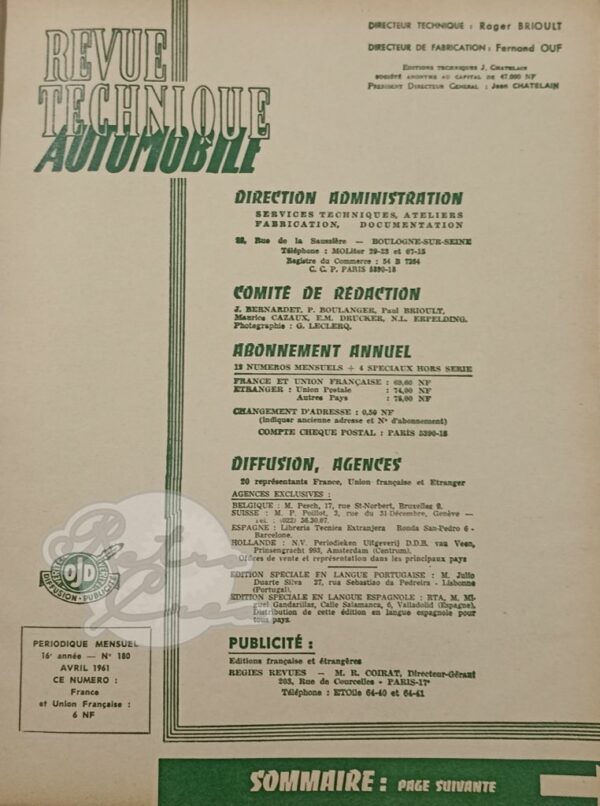 REVUE
TECHNIQUE
AUTOMOBILE
DIRECTEUR TECHNIQUE : Roger BRIOULT
DIRECTEUR DE FABRICATION : Fernand OUF
EDITIONS TECHNIQUES J. CHATELAIN
SOCIÉTÉ ANONYME AU CAPITAL DE 47.000 NF
PRÉSIDENT DIRECTEUR GÉNÉRAL : Jean CHATELAIN
DIRECTION ADMINISTRATION
SERVICES TECHNIQUES, ATELIERS
FABRICATION, DOCUMENTATION
Rue de la Saussière — BOULOGNE-SUR-SEINE
Téléphone : MOLitor 29-23 et 67-15
Registre du Commerce : 54 B 7254
C. C. P. PARIS 5390-18
COMITÉ DE RÉDACTION
J. BERNARDET, P. BOULANGER, Paul BRIOULT,
Maurice CAZAUX, E.M. DRUCKER, N.L. ERPELDING.
Photographie : G. LECLERQ.
ABONNEMENT ANNUEL
12 NUMEROS MENSUELS + 4 SPECIAUX HORS SERIE
FRANCE ET UNION FRANÇAISE : 69,60 NF
ETRANGER : Union Postale : 74,00 NF
Autres Pays : 78,00 NF
CHANGEMENT D'ADRESSE : 0,50 NF
(Indiquer ancienne adresse et N° d'abonnement)
COMPTE CHEQUE POSTAL : PARIS 5390-18
DIFFUSION, AGENCES
20 représentants France, Union française et Etranger
AGENCES EXCLUSIVES :
BELGIQUE : M. Perch, 17, rue St-Norbert, Bruxelles 2.
SUISSE : M. P. Poillot, 3, rue du 31-Décembre, Genève —
Tél. : (022) 36.30.07.
ESPAGNE : Libreria Tecnica Extranjera Ronda San-Pedro 6 -
Barcelone.
HOLLANDE : N.V. Periodieken Uitgeverij D.D.B. van Veen,
Prinsengracht 993, Amsterdam (Centrum).
Offices de vente et représentation dans les principaux pays
EDITION SPECIALE EN LANGUE PORTUGAISE : M. Julio
Duarte Silva 27, rua Sebastiao da Pedreira - Lisbonne
(Portugal).
EDITION SPECIALE EN LANGUE ESPAGNOLE : RTA, M. Mi-
guel Gandarillas, Calle Salamanca, 6, Valladolid (Espagne).
Distribution de cette édition en langue espagnole pour
tous pays.
PUBLICITÉ :
Editions française et étrangères
REGIES REVUES — M. R. COIRAT, Directeur-Gérant
203, Rue de Courcelles - PARIS-17e
Téléphone : ETOile 64-40 et 64-41
OJD
DIFFUSION - PUBLICITÉ
Retro
PERIODIQUE MENSUEL
16e année — N° 180
AVRIL 1961
CE NUMERO :
France
et Union Française :
6 NF
SOMMAIRE : PAGE SUIVANTE